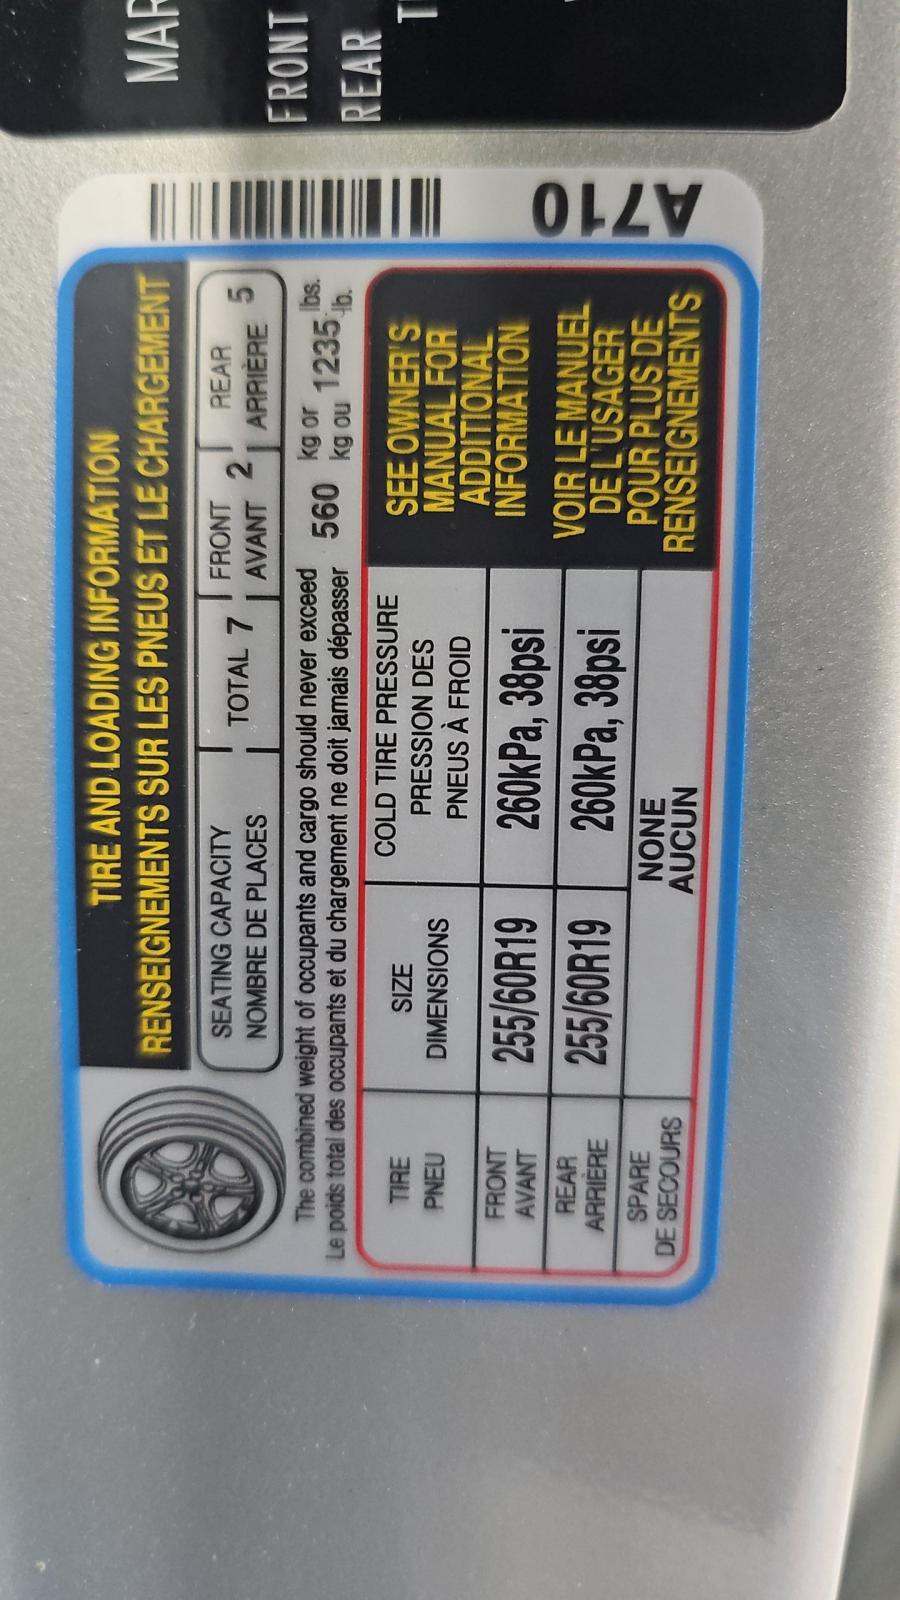 TIRE AND LOADING INFORMATION
RENSEIGNEMENTS SUR LES PNEUS ET LE CHARGEMENT
SEATING CAPACITY
NOMBRE DE PLACES
TOTAL 7
FRONT
AVANT 2
REAR
ARRIÈRE 5
The combined weight of occupants and cargo should never exceed 560 kg or 1235 lbs.
Le poids total des occupants et du chargement ne doit jamais dépasser kg ou lb.
TIRE
PNEU
SIZE
DIMENSIONS
COLD TIRE PRESSURE
PRESSION DES
PNEUS À FROID
FRONT
AVANT
255/60R19
260kPa, 38psi
REAR
ARRIÈRE
255/60R19
260kPa, 38psi
SPARE
DE SECOURS
NONE
AUCUN
SEE OWNER'S
MANUAL FOR
ADDITIONAL
INFORMATION
VOIR LE MANUEL
DE L'USAGER
POUR PLUS DE
RENSEIGNEMENTS
A710
FRONT
REAR